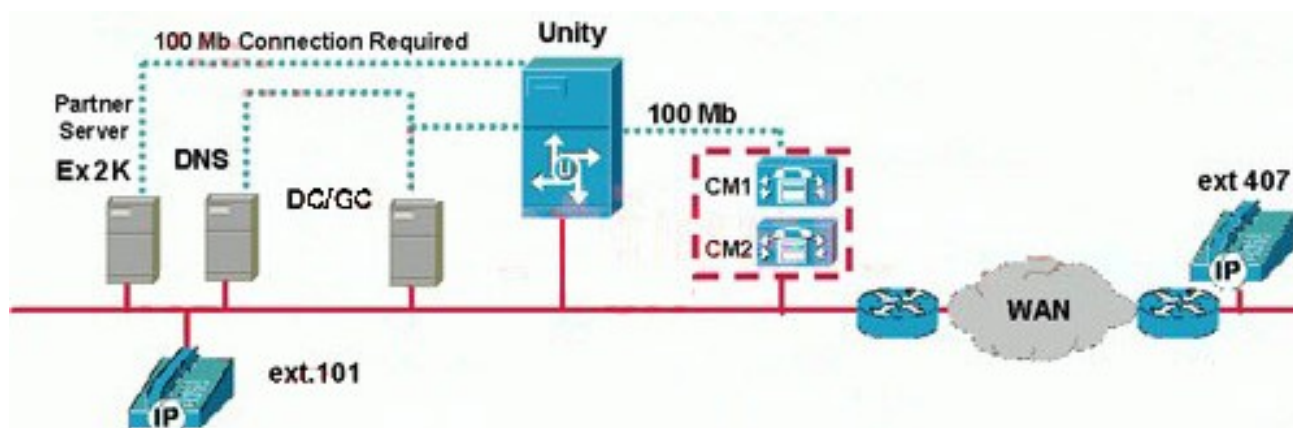 100 Mb Connection Required
Unity
Partner
Server
Ex2K
DNS
DC/GC
100 Mb
CM1
CM2
ext 407
IP
WAN
U
ext.101
IP